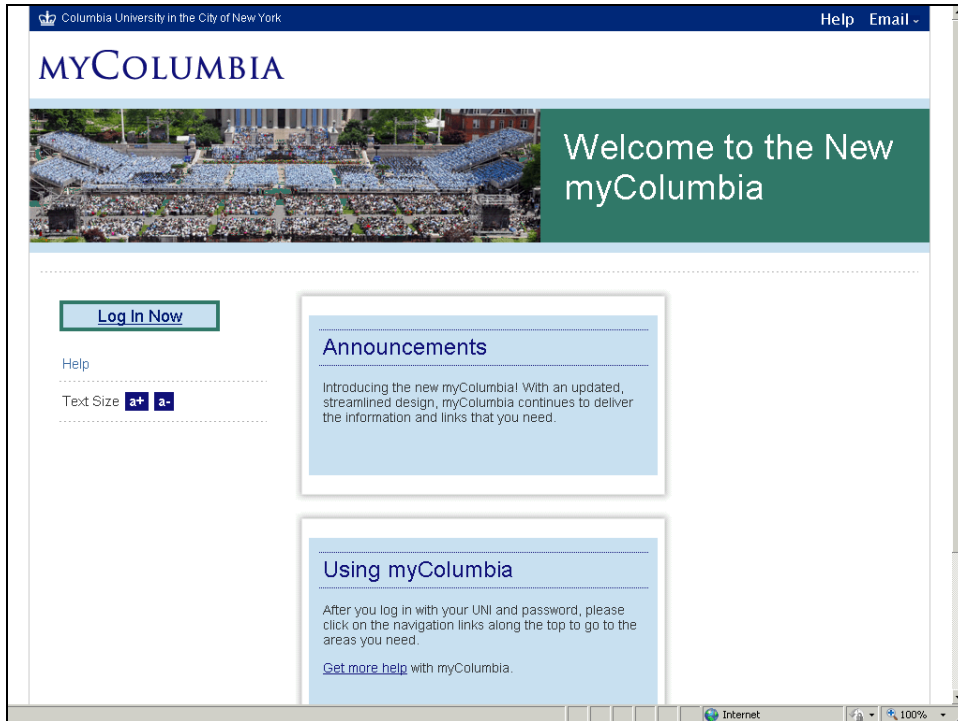 Columbia University in the City of New York
Help Email
MYCOLUMBIA
Welcome to the New
myColumbia
Log In Now
Help
Text Size a+ a-
Announcements
Introducing the new myColumbia! With an updated,
streamlined design, myColumbia continues to deliver
the information and links that you need.
Using myColumbia
After you log in with your UNI and password, please
click on the navigation links along the top to go to the
areas you need.
Get more help with myColumbia.
Internet 100%